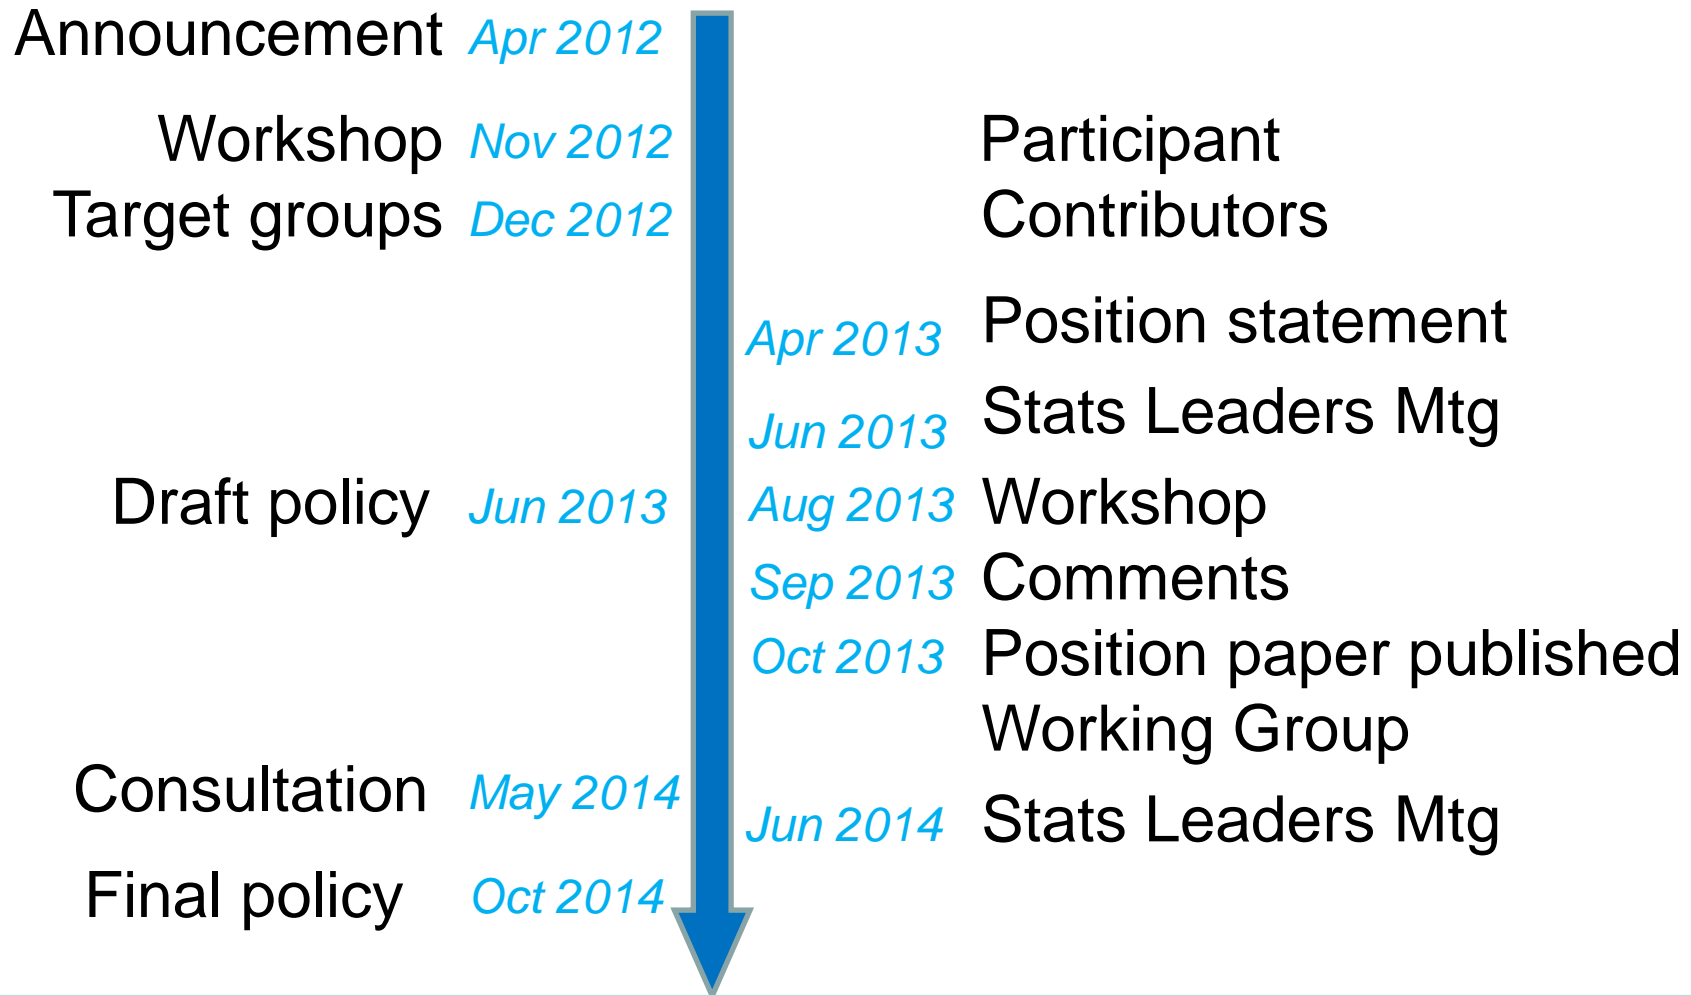 Announcement Apr 2012
Workshop Nov 2012 Participant
Target groups Dec 2012 Contributors
Apr 2013 Position statement
Jun 2013 Stats Leaders Mtg
Draft policy Jun 2013 Aug 2013 Workshop
Sep 2013 Comments
Oct 2013 Position paper published
Working Group
Consultation May 2014
Jun 2014 Stats Leaders Mtg
Final policy Oct 2014